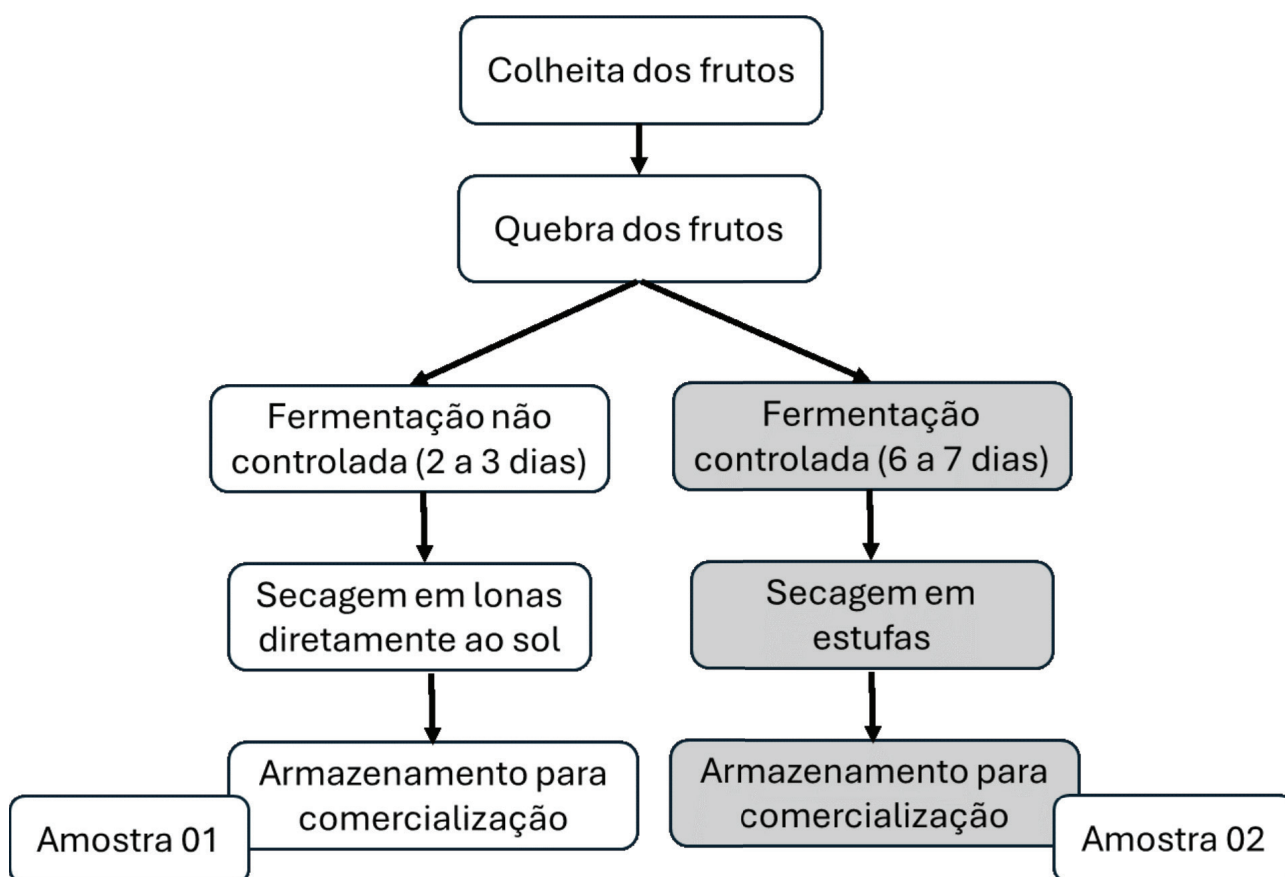 Colheita dos frutos
Quebra dos frutos
Fermentação não
controlada (2 a 3 dias)
Fermentação
controlada (6 a 7 dias)
Secagem em lonas
diretamente ao sol
Secagem em
estufas
Armazenamento para
comercialização
Armazenamento para
comercialização
Amostra 01
Amostra 02